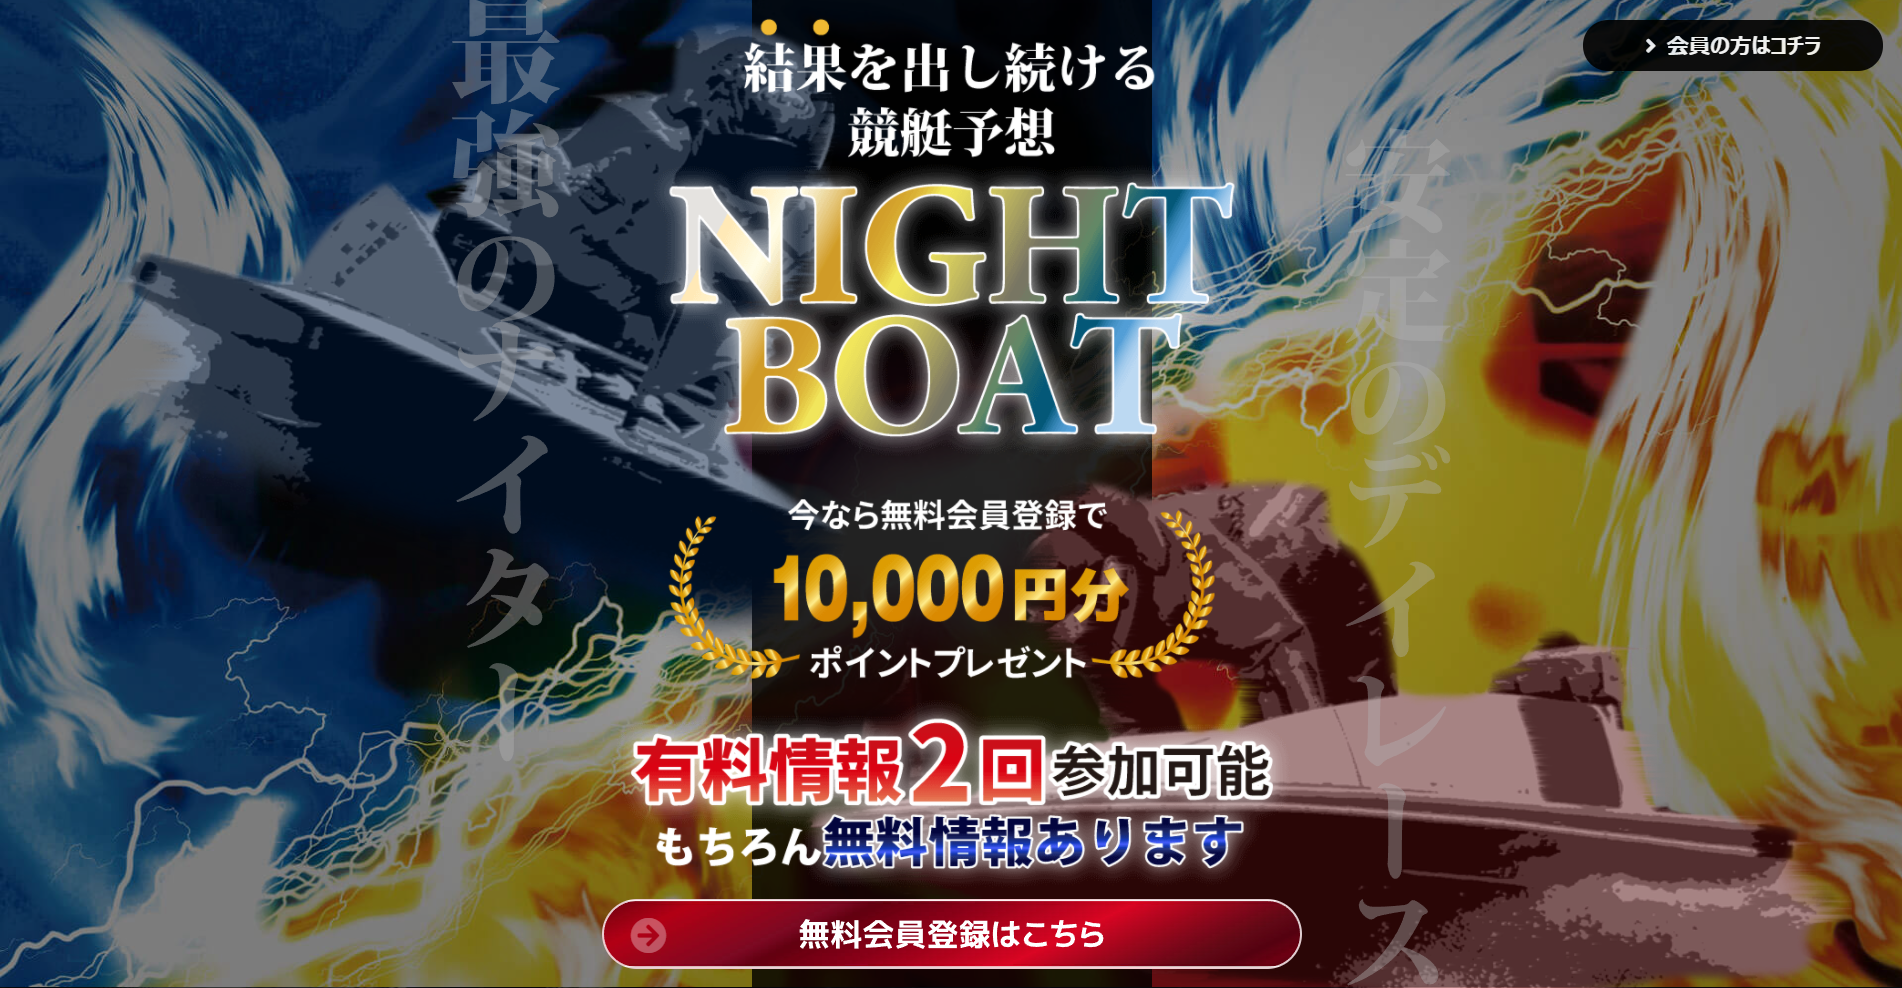 会員の方はコチラ
結果を出し続ける
競艇予想
NIGHT
BOAT
最強のナイター
安定のデイレース
今なら無料会員登録で
10,000円分
ポイントプレゼント
有料情報2回参加可能
もちろん無料情報あります
無料会員登録はこちら